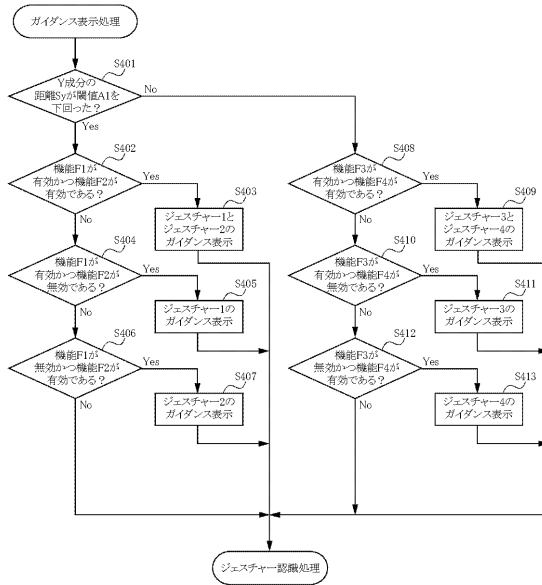 ガイダンス表示処理
S401
Y成分の
距離Syが閾値A1を
下回った?
No
Yes
S402
機能F1が
有効かつ機能F2が
有効である?
Yes
No
S403
ジェスチャー1と
ジェスチャー2の
ガイダンス表示
S404
機能F1が
有効かつ機能F2が
無効である?
Yes
No
S405
ジェスチャー1の
ガイダンス表示
S406
機能F1が
無効かつ機能F2が
有効である?
Yes
No
S407
ジェスチャー2の
ガイダンス表示
S408
機能F3が
有効かつ機能F4が
有効である?
Yes
No
S409
ジェスチャー3と
ジェスチャー4の
ガイダンス表示
S410
機能F3が
有効かつ機能F4が
無効である?
Yes
No
S411
ジェスチャー3の
ガイダンス表示
S412
機能F3が
無効かつ機能F4が
有効である?
Yes
No
S413
ジェスチャー4の
ガイダンス表示
ジェスチャー認識処理